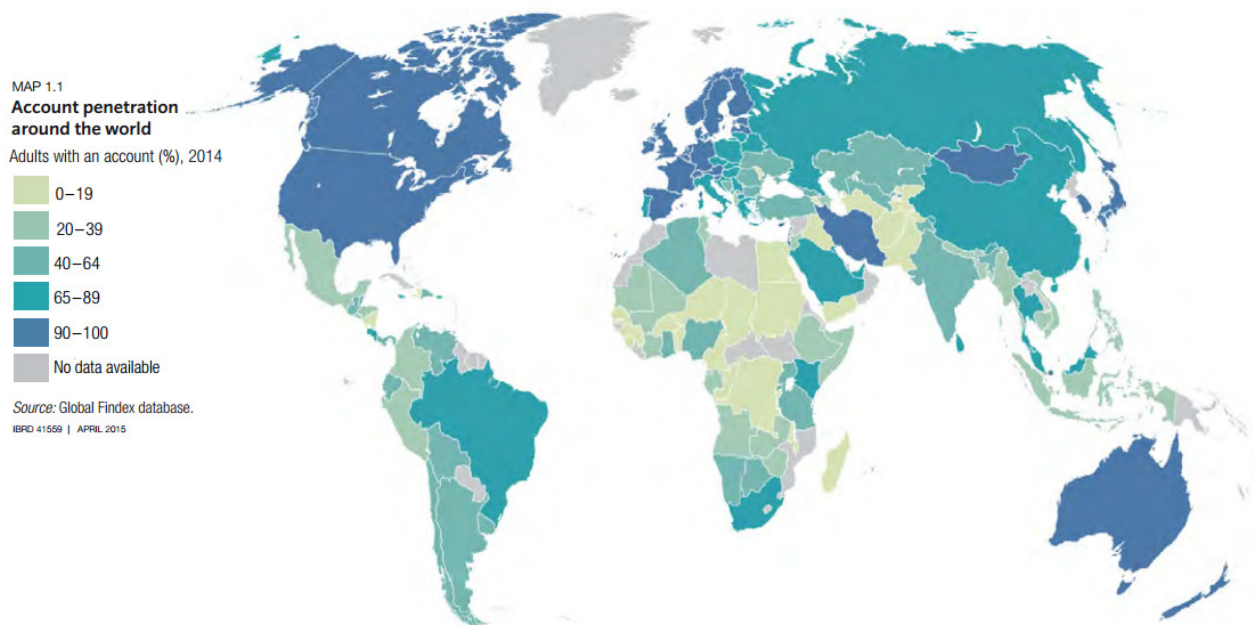 MAP 1.1
Account penetration
around the world
Adults with an account (%), 2014
0–19
20–39
40–64
65–89
90–100
No data available
Source: Global Findex database.
IBRD 41559 | APRIL 2015